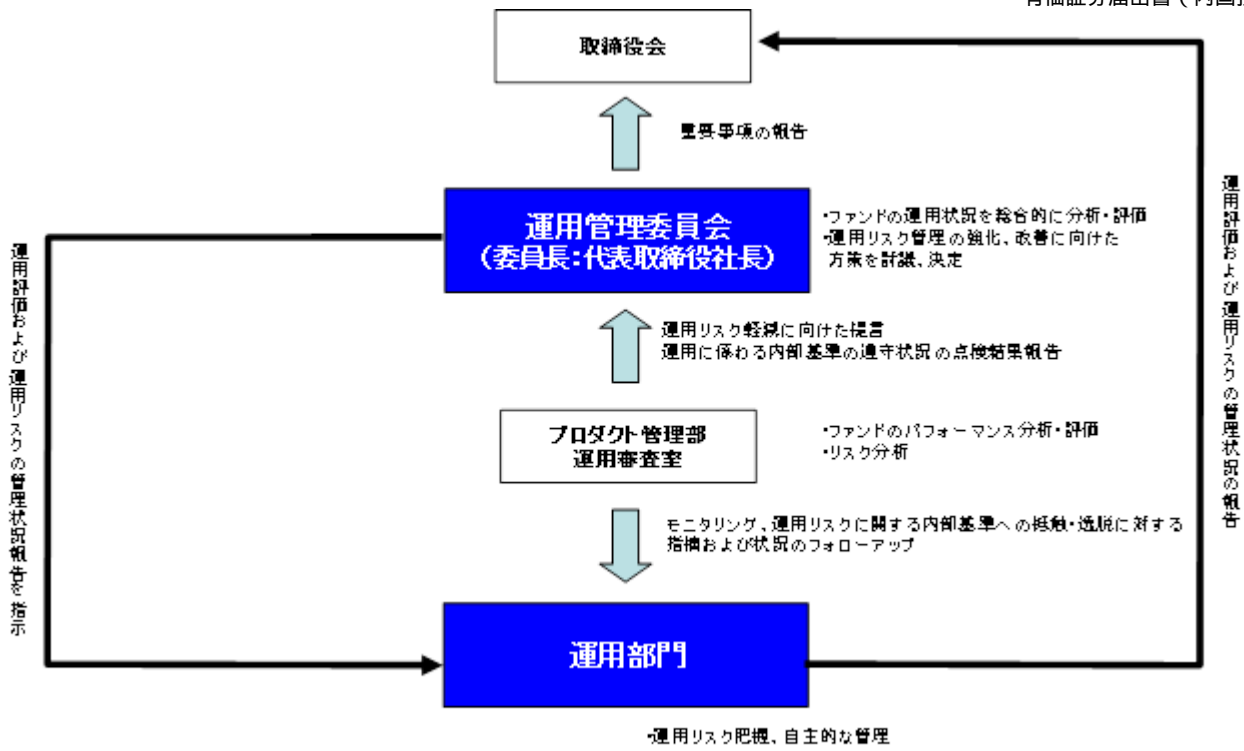 取締役会
重要事項の報告
運用管理委員会
(委員長:代表取締役社長)
・ファンドの運用状況を総合的に分析・評価
・運用リスク管理の強化、改善に向けた
方策を討議、決定
運用リスク軽減に向けた提言
運用に係わる内部基準の遵守状況の点検結果報告
プロダクト管理部
運用審査室
・ファンドのパフォーマンス分析・評価
・リスク分析
モニタリング、運用リスクに関する内部基準への抵触・逸脱に対する
指摘および状況のフォローアップ
運用部門
・運用リスク把握、自主的な管理
運用評価および運用リスクの管理状況報告を指示
運用評価および運用リスクの管理状況の報告